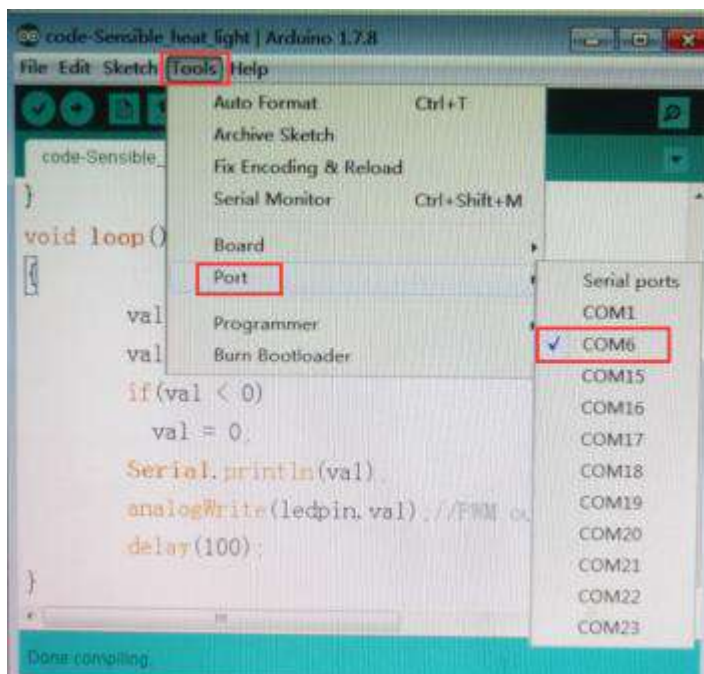 code-Sensible_heat_light | Arduino 1.7.8
File Edit Sketch Tools Help
Auto Format Ctrl+T
Archive Sketch
Fix Encoding & Reload
Serial Monitor Ctrl+Shift+M
Board
Port
Programmer
Burn Bootloader
Serial ports
COM1
COM6
COM15
COM16
COM17
COM18
COM19
COM20
COM21
COM22
COM23
code-Sensible_
}
void loop()
{
val
val
if(val < 0)
val = 0;
Serial.println(val);
analogWrite(ledpin,val);//PWM
delay(100);
}
Done compiling.